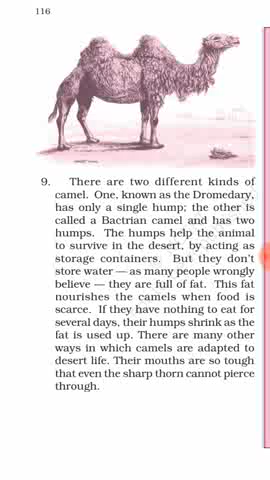 116
9. There are two different kinds of
camel. One, known as the Dromedary,
has only a single hump; the other is
called a Bactrian camel and has two
humps. The humps help the animal
to survive in the desert, by acting as
storage containers. But they don't
store water — as many people wrongly
believe — they are full of fat. This fat
nourishes the camels when food is
scarce. If they have nothing to eat for
several days, their humps shrink as the
fat is used up. There are many other
ways in which camels are adapted to
desert life. Their mouths are so tough
that even the sharp thorn cannot pierce
through.